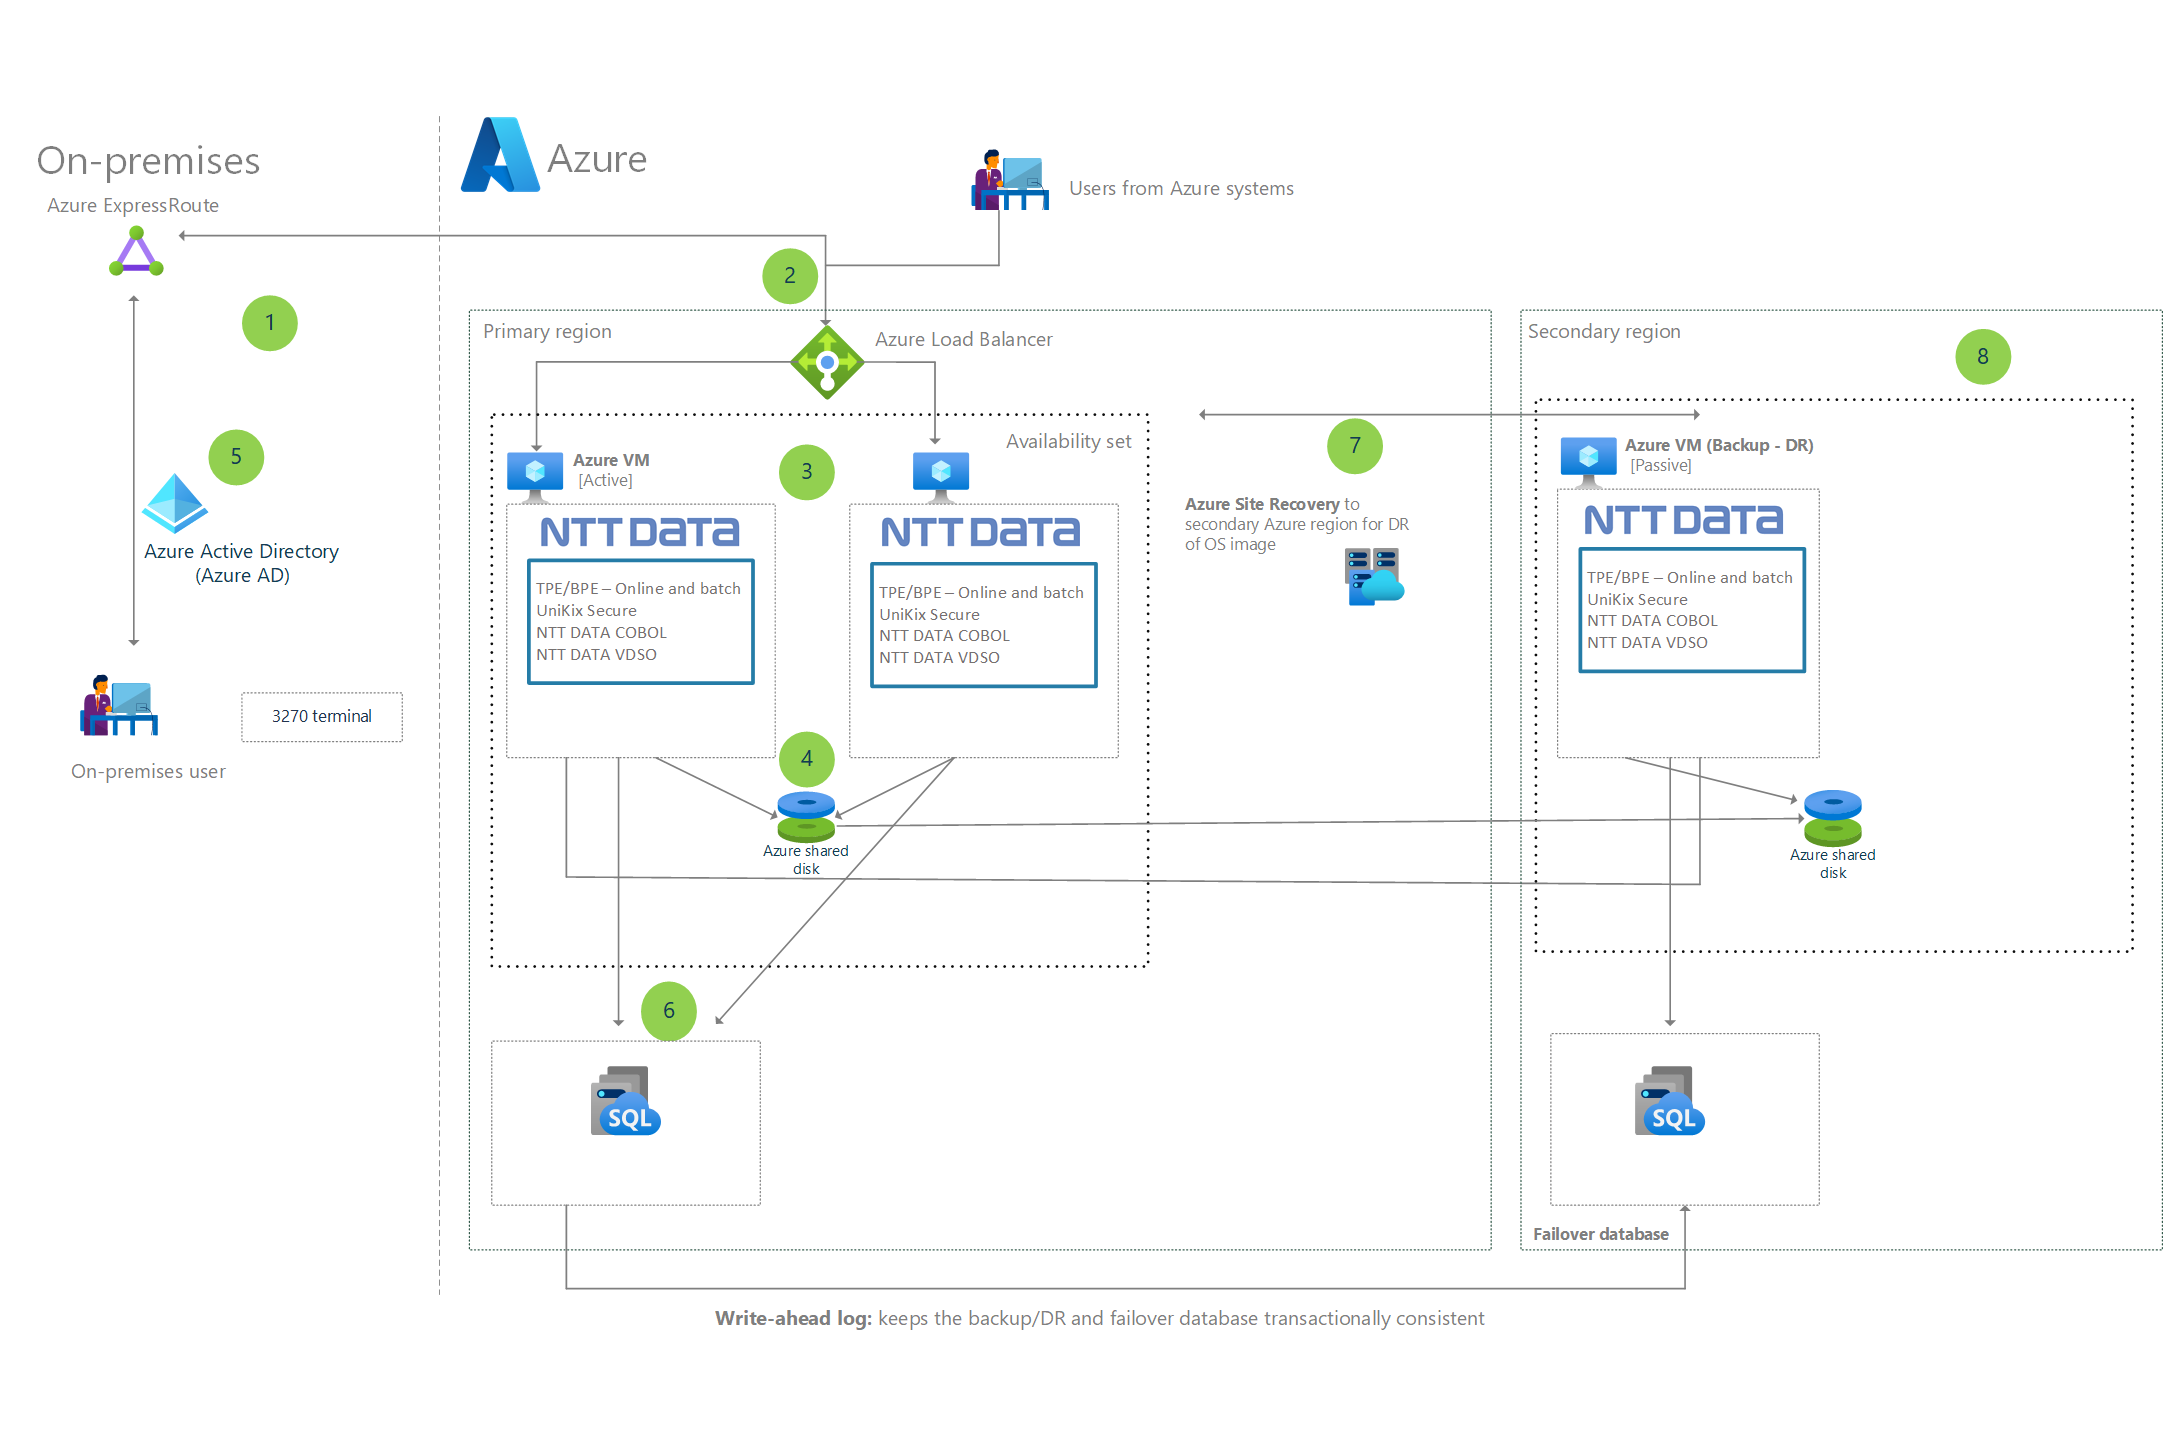 On-premises
Azure ExpressRoute
1
5
Azure Active Directory
(Azure AD)
3270 terminal
On-premises user
Azure
Users from Azure systems
2
Primary region
Azure Load Balancer
Availability set
Azure VM
[Active]
3
NTT DATA
TPE/BPE – Online and batch
UniKix Secure
NTT DATA COBOL
NTT DATA VDSO
NTT DATA
TPE/BPE – Online and batch
UniKix Secure
NTT DATA COBOL
NTT DATA VDSO
4
Azure shared
disk
6
SQL
7
Azure Site Recovery to
secondary Azure region for DR
of OS image
Secondary region
8
Azure VM (Backup - DR)
[Passive]
NTT DATA
TPE/BPE – Online and batch
UniKix Secure
NTT DATA COBOL
NTT DATA VDSO
Azure shared
disk
SQL
Failover database
Write-ahead log: keeps the backup/DR and failover database transactionally consistent